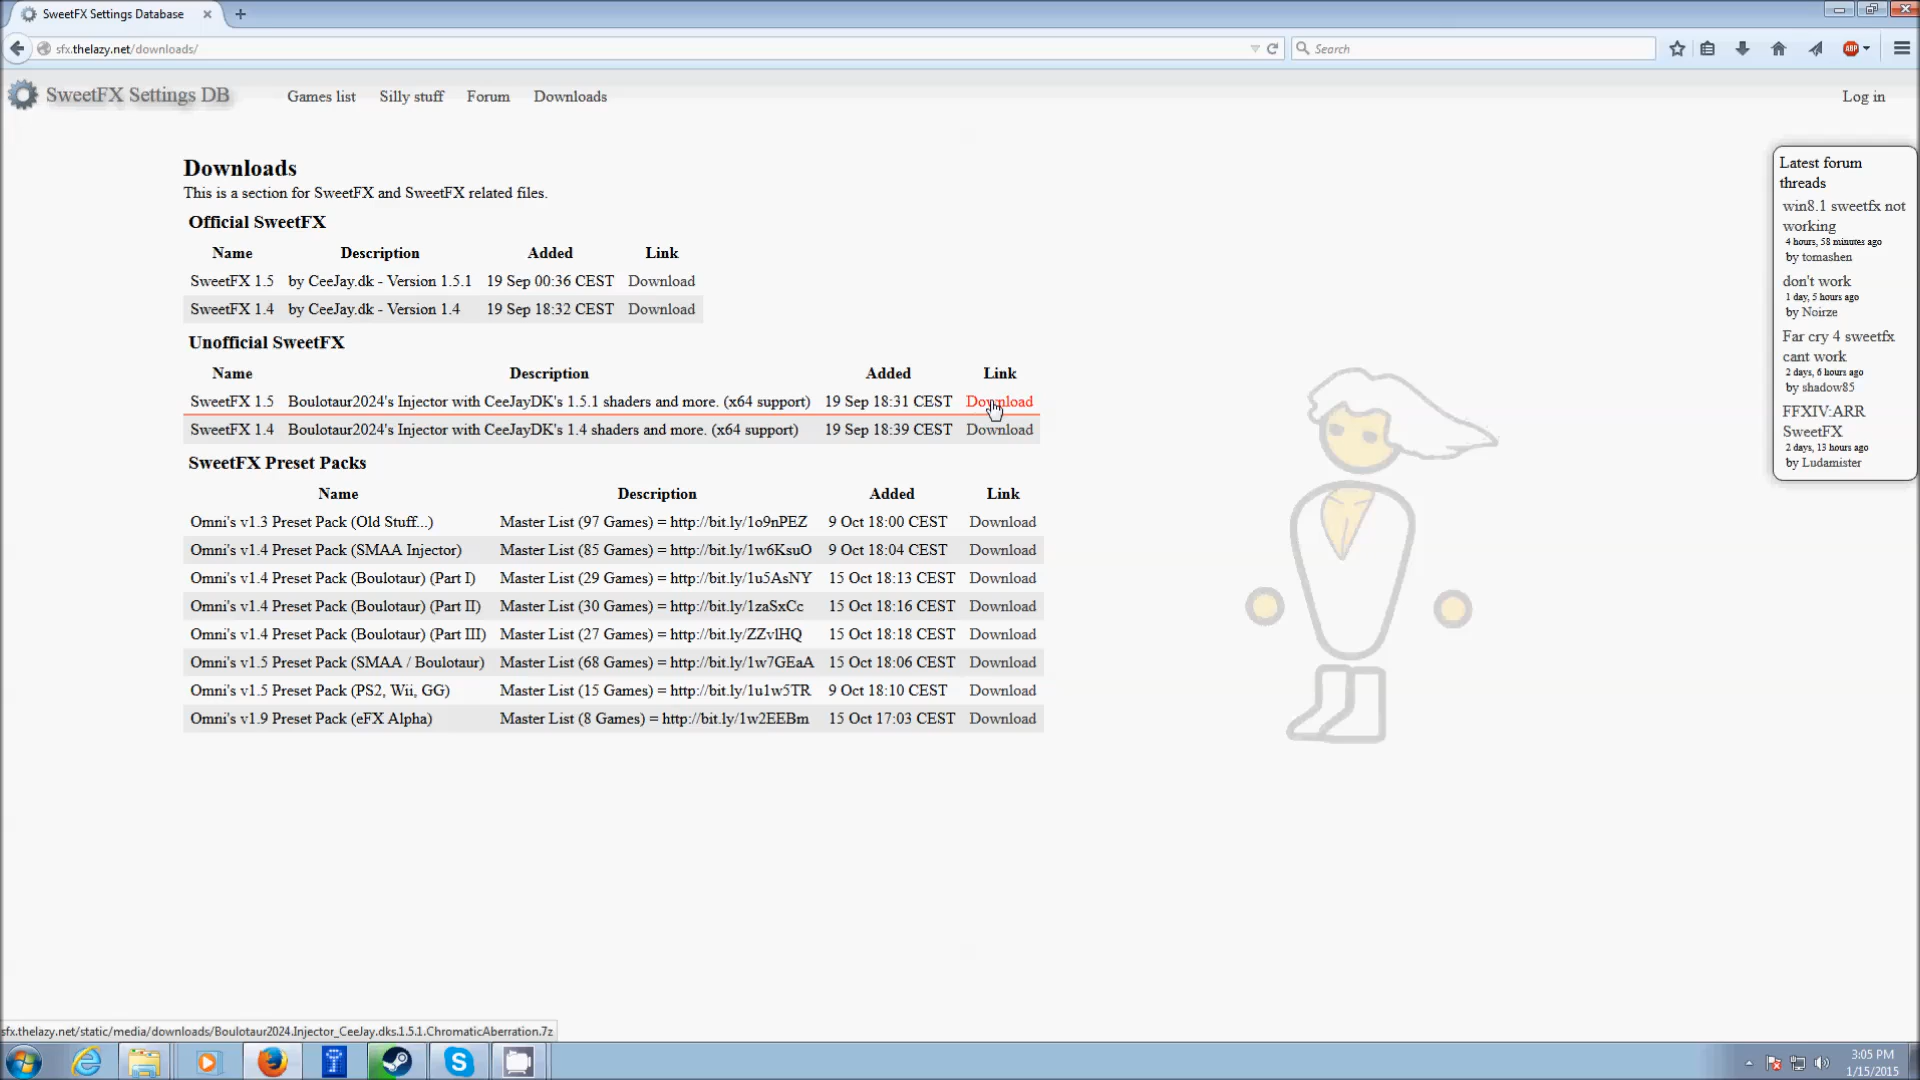 SweetFX Settings Database
sfx.thelazy.net/downloads/
Search
ABP
SweetFX Settings DB Games list Silly stuff Forum Downloads Log in
Downloads
This is a section for SweetFX and SweetFX related files.
Official SweetFX
Name Description Added Link
SweetFX 1.5 by CeeJay.dk - Version 1.5.1 19 Sep 00:36 CEST Download
SweetFX 1.4 by CeeJay.dk - Version 1.4 19 Sep 18:32 CEST Download
Unofficial SweetFX
Name Description Added Link
SweetFX 1.5 Boulotaur2024's Injector with CeeJayDK's 1.5.1 shaders and more. (x64 support) 19 Sep 18:31 CEST Download
SweetFX 1.4 Boulotaur2024's Injector with CeeJayDK's 1.4 shaders and more. (x64 support) 19 Sep 18:39 CEST Download
SweetFX Preset Packs
Name Description Added Link
Omni's v1.3 Preset Pack (Old Stuff...) Master List (97 Games) = http://bit.ly/1o9nPEZ 9 Oct 18:00 CEST Download
Omni's v1.4 Preset Pack (SMAA Injector) Master List (85 Games) = http://bit.ly/1w6KsuO 9 Oct 18:04 CEST Download
Omni's v1.4 Preset Pack (Boulotaur) (Part I) Master List (29 Games) = http://bit.ly/1u5AsNY 15 Oct 18:13 CEST Download
Omni's v1.4 Preset Pack (Boulotaur) (Part II) Master List (30 Games) = http://bit.ly/1zaSxCc 15 Oct 18:16 CEST Download
Omni's v1.4 Preset Pack (Boulotaur) (Part III) Master List (27 Games) = http://bit.ly/ZZvlHQ 15 Oct 18:18 CEST Download
Omni's v1.5 Preset Pack (SMAA / Boulotaur) Master List (68 Games) = http://bit.ly/1w7GEaA 15 Oct 18:06 CEST Download
Omni's v1.5 Preset Pack (PS2, Wii, GG) Master List (15 Games) = http://bit.ly/1u1w5TR 9 Oct 18:10 CEST Download
Omni's v1.9 Preset Pack (eFX Alpha) Master List (8 Games) = http://bit.ly/1w2EEBm 15 Oct 17:03 CEST Download
Latest forum
threads
win8.1 sweetfx not
working
4 hours, 58 minutes ago
by tomashen
don't work
1 day, 5 hours ago
by Noirze
Far cry 4 sweetfx
cant work
2 days, 6 hours ago
by shadow85
FFXIV:ARR
SweetFX
2 days, 13 hours ago
by Ludamister
sfx.thelazy.net/static/media/downloads/Boulotaur2024.Injector_CeeJay.dks.1.5.1.ChromaticAberration.7z
3:05 PM
1/15/2015